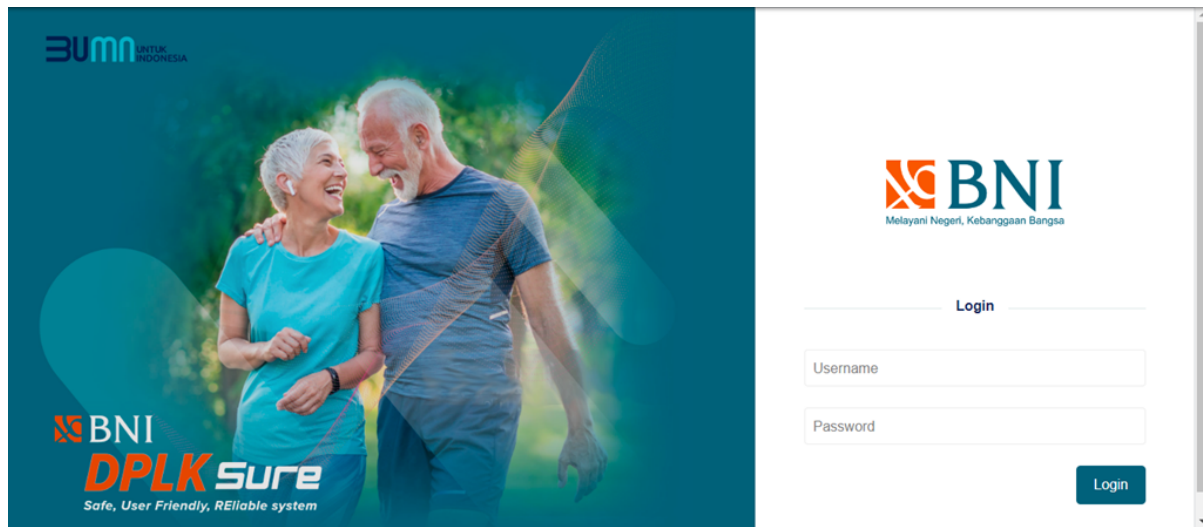 BUMN UNTUK
INDONESIA
BNI
DPLK Sure
Safe, User Friendly, REliable system
BNI
Melayani Negeri, Kebanggaan Bangsa
Login
Username
Password
Login